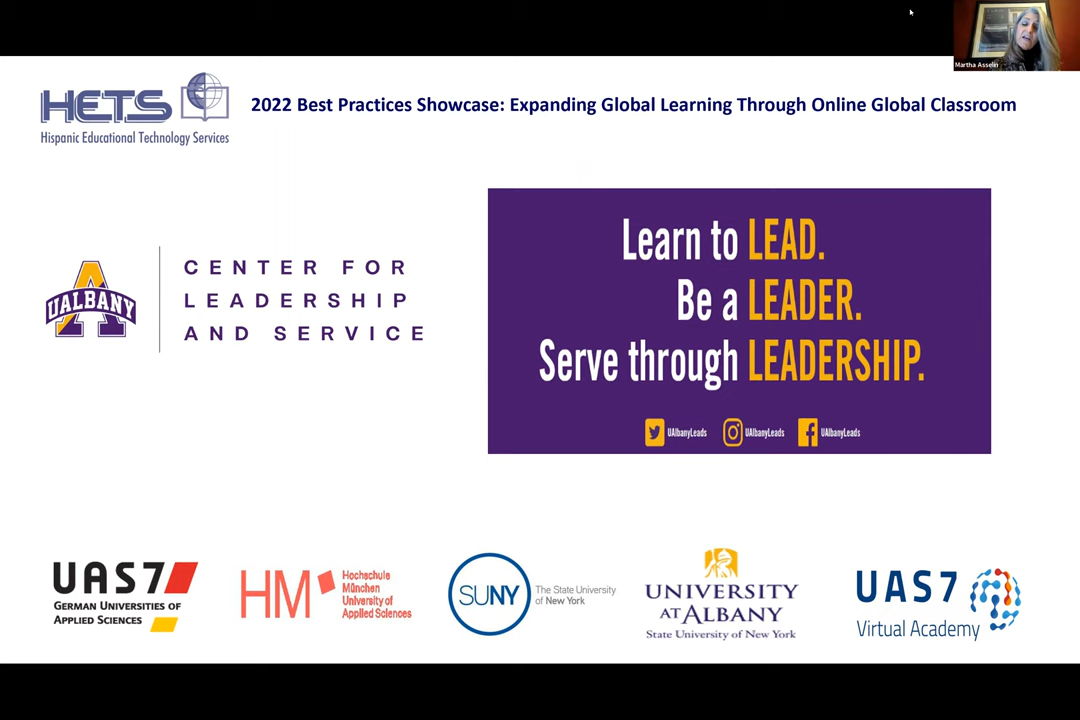 Martha Asselin
HETS
Hispanic Educational Technology Services
2022 Best Practices Showcase: Expanding Global Learning Through Online Global Classroom
UALBANY
CENTER FOR
LEADERSHIP
AND SERVICE
Learn to LEAD.
Be a LEADER.
Serve through LEADERSHIP.
UAlbanyLeads
UAlbanyLeads
UAlbanyLeads
UAS7
GERMAN UNIVERSITIES OF
APPLIED SCIENCES
HM
Hochschule
München
University of
Applied Sciences
SUNY
The State University
of New York
UNIVERSITY
AT ALBANY
State University of New York
UAS7
Virtual Academy